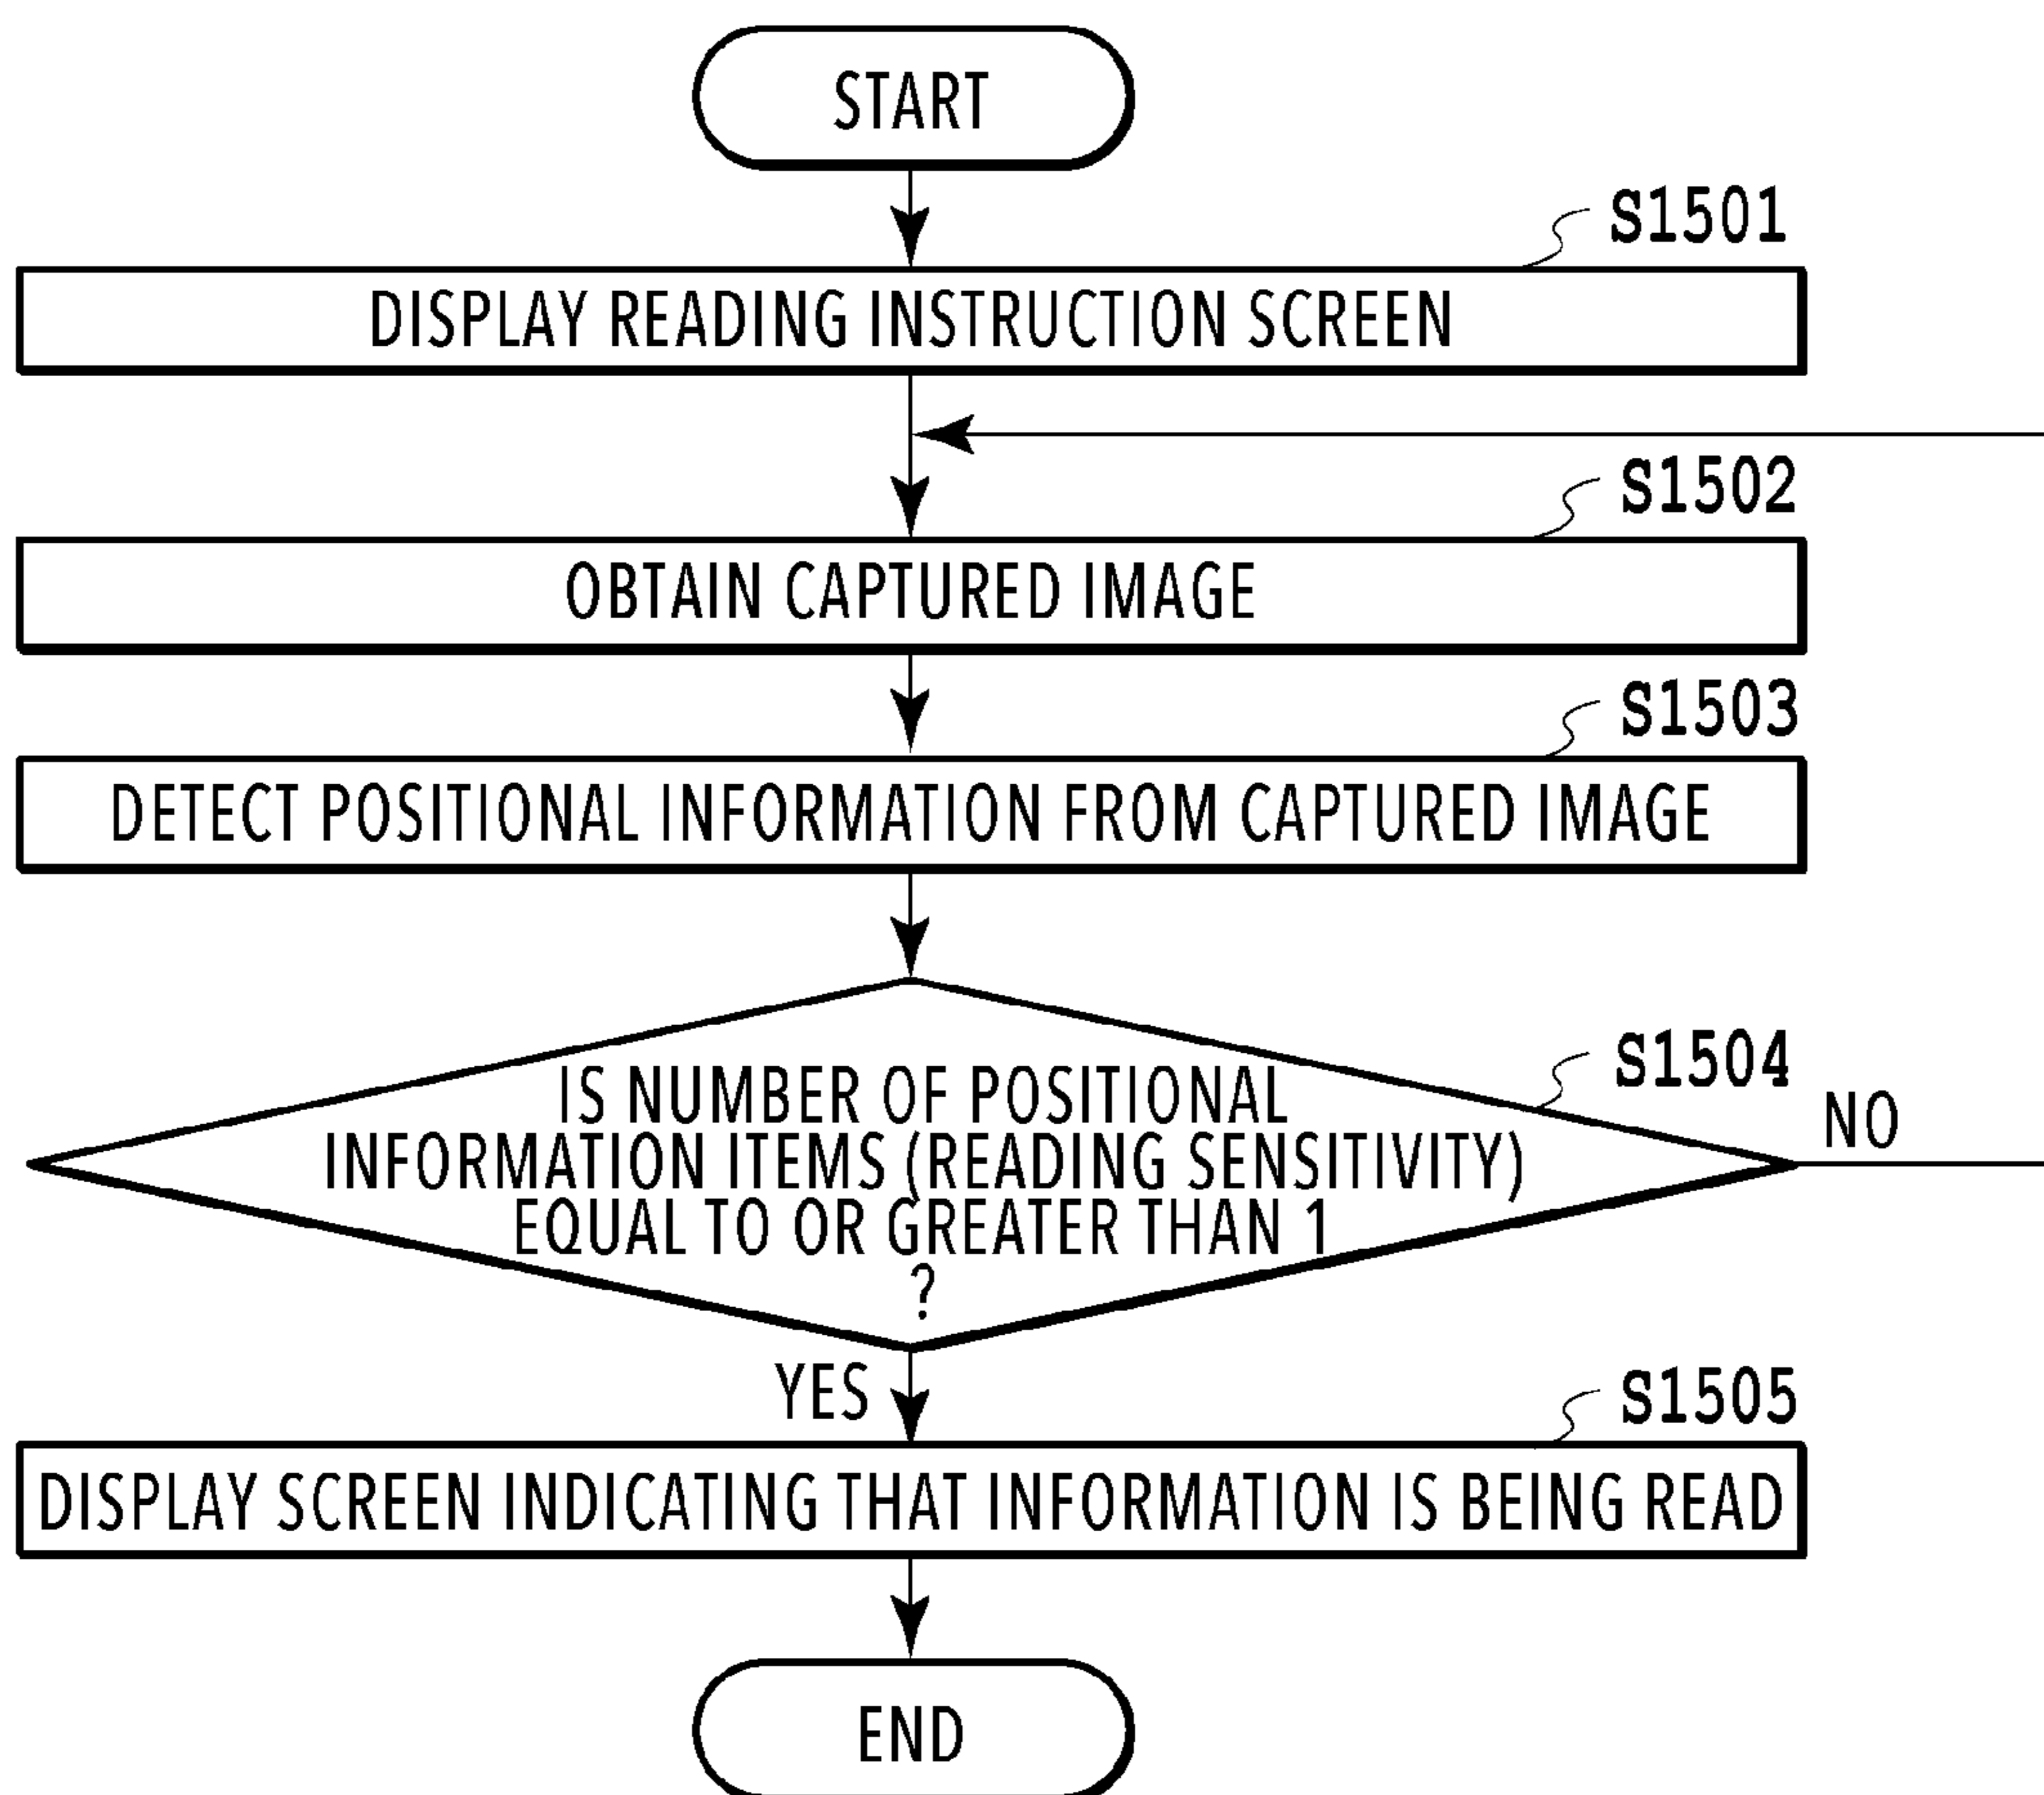 START
S1501
DISPLAY READING INSTRUCTION SCREEN
S1502
OBTAIN CAPTURED IMAGE
S1503
DETECT POSITIONAL INFORMATION FROM CAPTURED IMAGE
S1504
IS NUMBER OF POSITIONAL
INFORMATION ITEMS (READING SENSITIVITY)
EQUAL TO OR GREATER THAN 1
?
NO
YES
S1505
DISPLAY SCREEN INDICATING THAT INFORMATION IS BEING READ
END